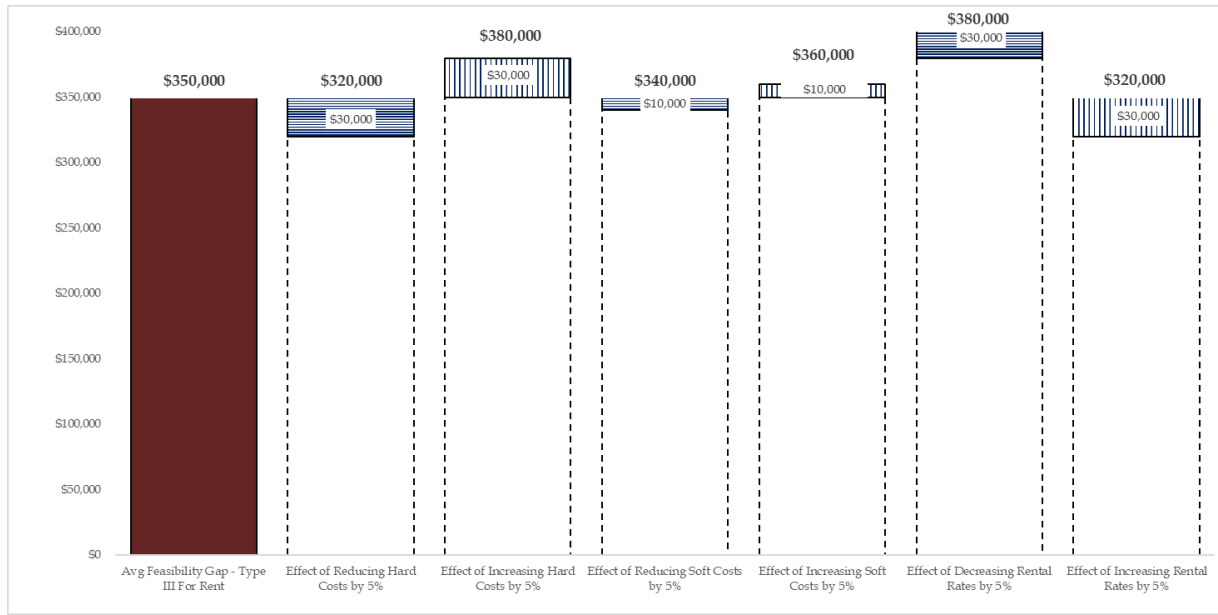 $400,000
$350,000
$300,000
$250,000
$200,000
$150,000
$100,000
$50,000
$0
$350,000
$320,000
$30,000
$380,000
$30,000
$340,000
$10,000
$360,000
$10,000
$380,000
$30,000
$320,000
$30,000
Avg Feasibility Gap - Type
III For Rent
Effect of Reducing Hard
Costs by 5%
Effect of Increasing Hard
Costs by 5%
Effect of Reducing Soft Costs
by 5%
Effect of Increasing Soft
Costs by 5%
Effect of Decreasing Rental
Rates by 5%
Effect of Increasing Rental
Rates by 5%